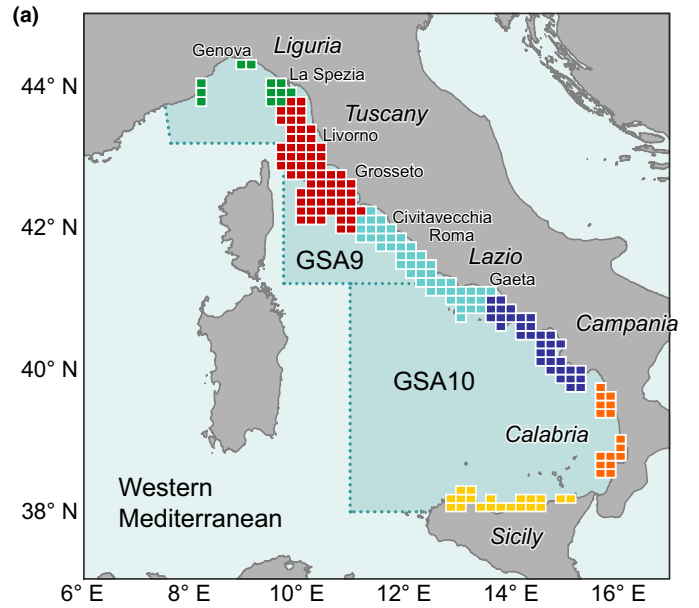 (a)
Genova
Liguria
44° N
La Spezia
Tuscany
Livorno
Grosseto
42° N
Civitavecchia
Roma
Lazio
GSA9
Gaeta
Campania
40° N
GSA10
Calabria
Western
Mediterranean
38° N
Sicily
6° E
8° E
10° E
12° E
14° E
16° E